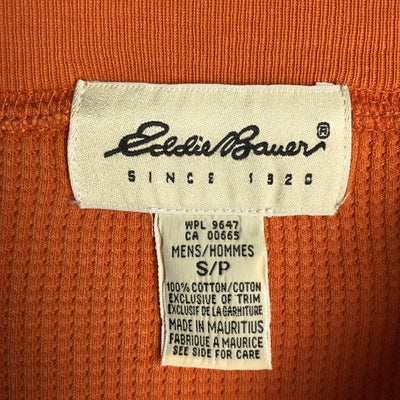 Eddie Bauer®
SINCE 1920
WPL 9647
CA 00665
MENS/HOMMES
S/P
100% COTTON/COTON
EXCLUSIVE OF TRIM
EXCLUSIF DE LA GARNITURE
MADE IN MAURITIUS
FABRIQUE A MAURICE
SEE SIDE FOR CARE